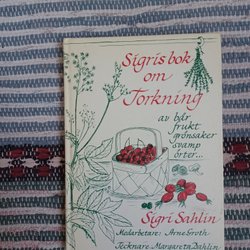 Sigris bok
om
Torkning
av bär
frukt
grönsaker
svamp
örter...
Sigri Sahlin
Medarbetare: Arne Groth
Tecknare: Margareta Dahlin